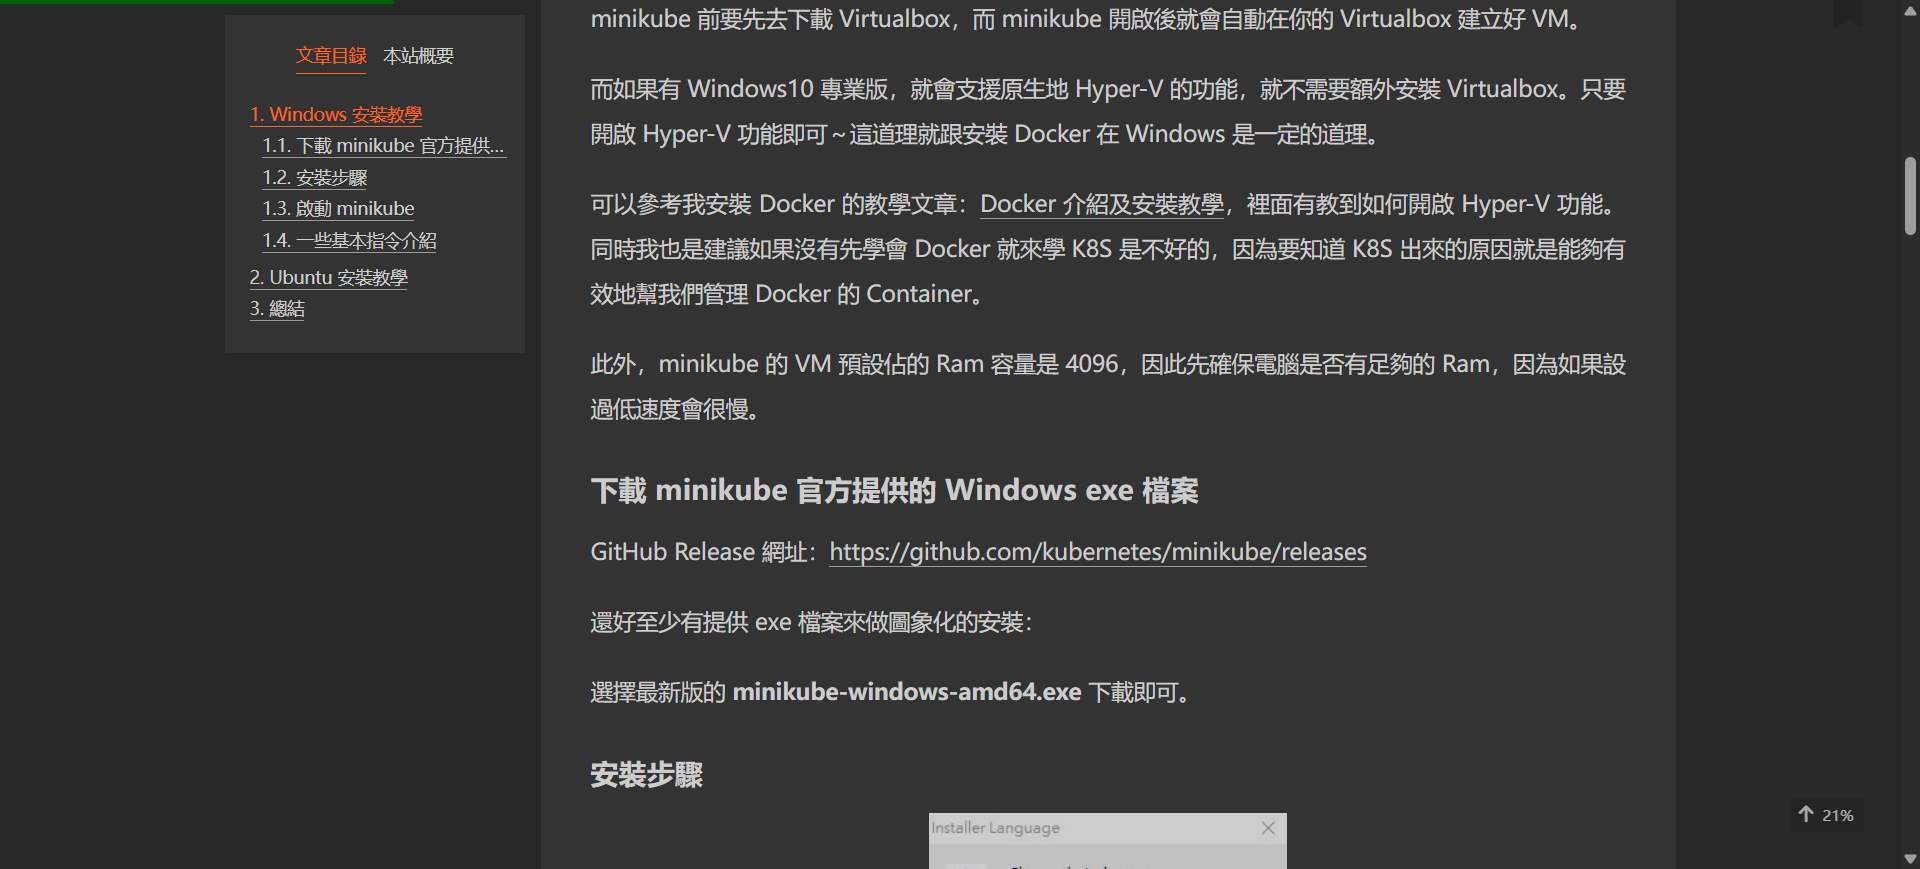 文章目錄 本站概要
1. Windows 安裝教學
1.1. 下載 minikube 官方提供...
1.2. 安裝步驟
1.3. 啟動 minikube
1.4. 一些基本指令介紹
2. Ubuntu 安裝教學
3. 總結
minikube 前要先去下載 Virtualbox，而 minikube 開啟後就會自動在你的 Virtualbox 建立好 VM。
而如果有 Windows10 專業版，就會支援原生地 Hyper-V 的功能，就不需要額外安裝 Virtualbox。只要
開啟 Hyper-V 功能即可～這道理就跟安裝 Docker 在 Windows 是一定的道理。
可以參考我安裝 Docker 的教學文章：Docker 介紹及安裝教學，裡面有教到如何開啟 Hyper-V 功能。
同時我也是建議如果沒有先學會 Docker 就來學 K8S 是不好的，因為要知道 K8S 出來的原因就是能夠有
效地幫我們管理 Docker 的 Container。
此外，minikube 的 VM 預設佔的 Ram 容量是 4096，因此先確保電腦是否有足夠的 Ram，因為如果設
過低速度會很慢。
下載 minikube 官方提供的 Windows exe 檔案
GitHub Release 網址：https://github.com/kubernetes/minikube/releases
還好至少有提供 exe 檔案來做圖象化的安裝：
選擇最新版的 minikube-windows-amd64.exe 下載即可。
安裝步驟
Installer Language
21%